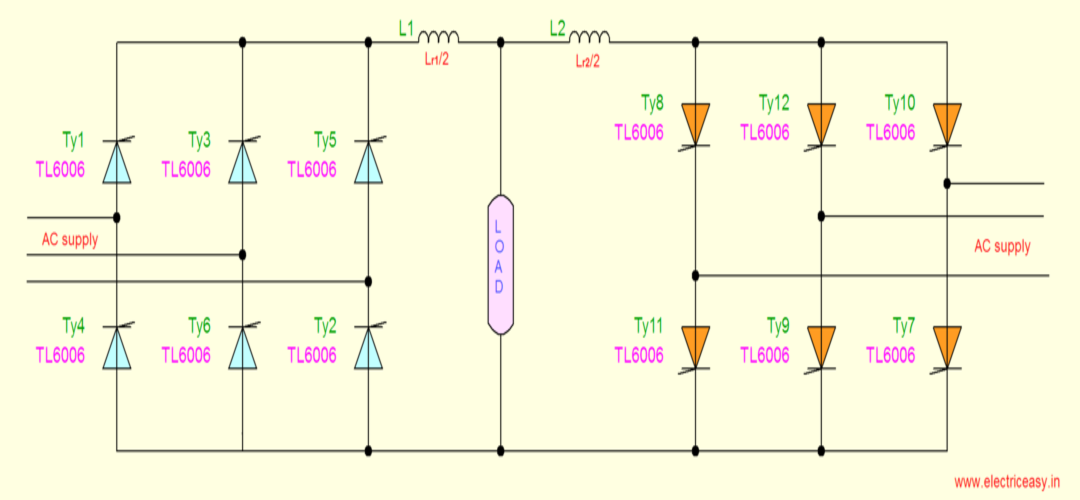 L1
L2
Lr1/2
Lr2/2
Ty8
TL6006
Ty12
TL6006
Ty10
TL6006
Ty1
TL6006
Ty3
TL6006
Ty5
TL6006
AC supply
LOAD
AC supply
Ty4
TL6006
Ty6
TL6006
Ty2
TL6006
Ty11
TL6006
Ty9
TL6006
Ty7
TL6006
www.electriceasy.in